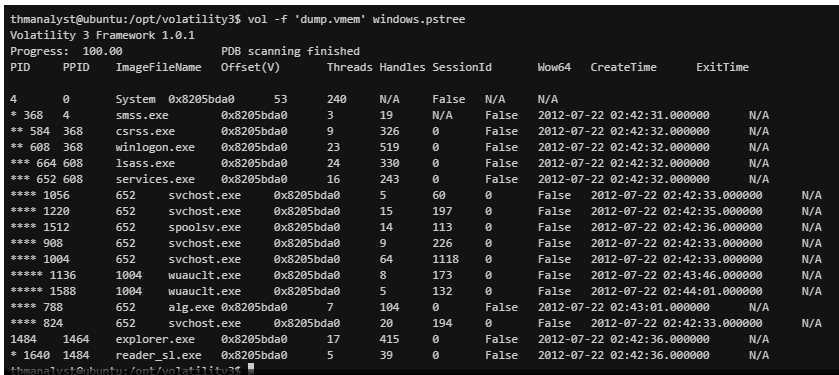 thmanalyst@ubuntu:/opt/volatility3$ vol -f 'dump.vmem' windows.pstree
Volatility 3 Framework 1.0.1
Progress:  100.00               PDB scanning finished
PID     PPID    ImageFileName   Offset(V)       Threads Handles SessionId       Wow64   CreateTime      ExitTime
4       0       System  0x8205bda0      53      240     N/A     False   N/A     N/A
* 368   4       smss.exe        0x8205bda0      3       19      N/A     False   2012-07-22 02:42:31.000000      N/A
** 584  368     csrss.exe       0x8205bda0      9       326     0       False   2012-07-22 02:42:32.000000      N/A
** 608  368     winlogon.exe    0x8205bda0      23      519     0       False   2012-07-22 02:42:32.000000      N/A
*** 664 608     lsass.exe       0x8205bda0      24      330     0       False   2012-07-22 02:42:32.000000      N/A
*** 652 608     services.exe    0x8205bda0      16      243     0       False   2012-07-22 02:42:32.000000      N/A
**** 1056       652     svchost.exe     0x8205bda0      5       60      0       False   2012-07-22 02:42:33.000000      N/A
**** 1220       652     svchost.exe     0x8205bda0      15      197     0       False   2012-07-22 02:42:35.000000      N/A
**** 1512       652     spoolsv.exe     0x8205bda0      14      113     0       False   2012-07-22 02:42:36.000000      N/A
**** 908        652     svchost.exe     0x8205bda0      9       226     0       False   2012-07-22 02:42:33.000000      N/A
**** 1004       652     svchost.exe     0x8205bda0      64      1118    0       False   2012-07-22 02:42:33.000000      N/A
***** 1136      1004    wuauclt.exe     0x8205bda0      8       173     0       False   2012-07-22 02:43:46.000000      N/A
***** 1588      1004    wuauclt.exe     0x8205bda0      5       132     0       False   2012-07-22 02:44:01.000000      N/A
**** 788        652     alg.exe 0x8205bda0      7       104     0       False   2012-07-22 02:43:01.000000      N/A
**** 824        652     svchost.exe     0x8205bda0      20      194     0       False   2012-07-22 02:42:33.000000      N/A
1484    1464    explorer.exe    0x8205bda0      17      415     0       False   2012-07-22 02:42:36.000000      N/A
* 1640  1484    reader_sl.exe   0x8205bda0      5       39      0       False   2012-07-22 02:42:36.000000      N/A
thmanalyst@ubuntu:/opt/volatility3$